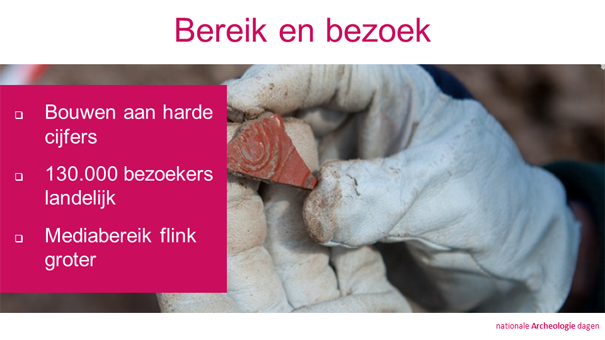 Bereik en bezoek
Bouwen aan harde
cijfers
130.000 bezoekers
landelijk
Mediabereik flink
groter
nationale Archeologie dagen